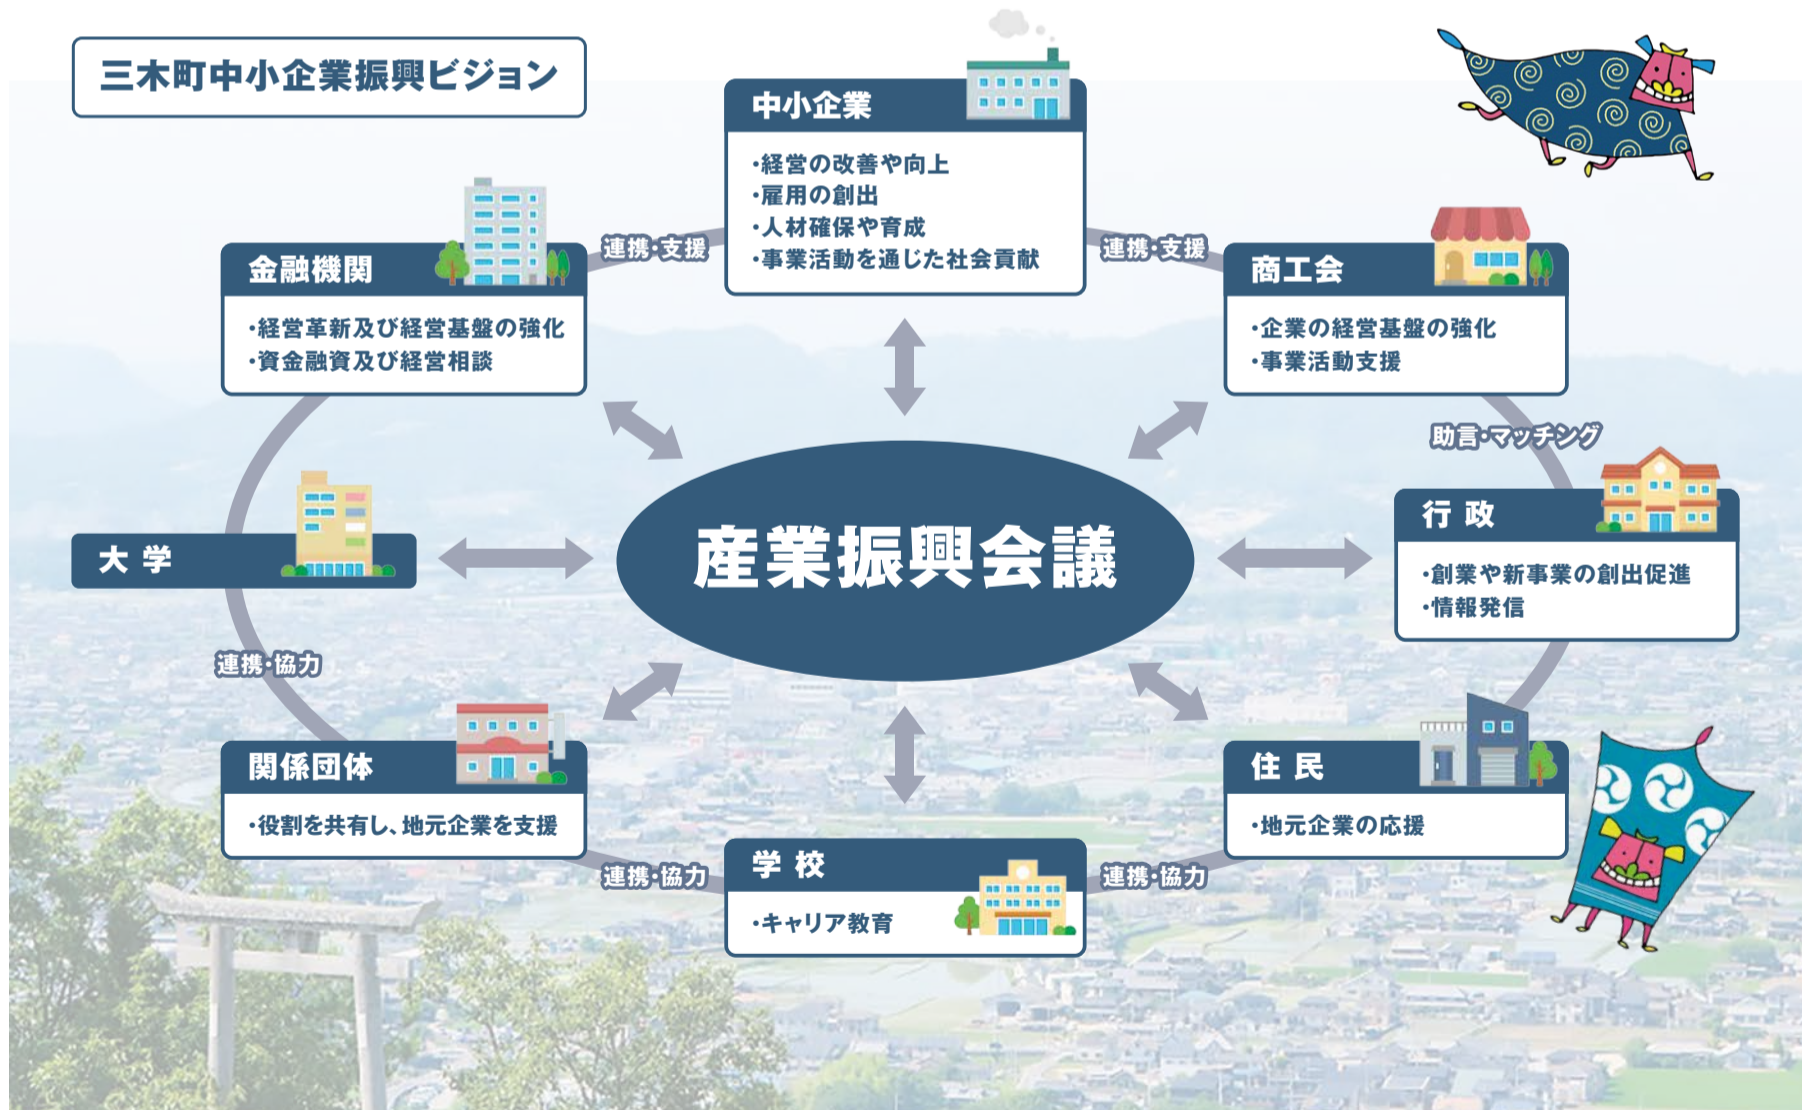 三木町中小企業振興ビジョン
中小企業
・経営の改善や向上
・雇用の創出
・人材確保や育成
・事業活動を通じた社会貢献
連携・支援
連携・支援
金融機関
・経営革新及び経営基盤の強化
・資金融資及び経営相談
商工会
・企業の経営基盤の強化
・事業活動支援
助言・マッチング
大学
産業振興会議
行政
・創業や新事業の創出促進
・情報発信
連携・協力
関係団体
・役割を共有し、地元企業を支援
住民
・地元企業の応援
連携・協力
連携・協力
学校
・キャリア教育